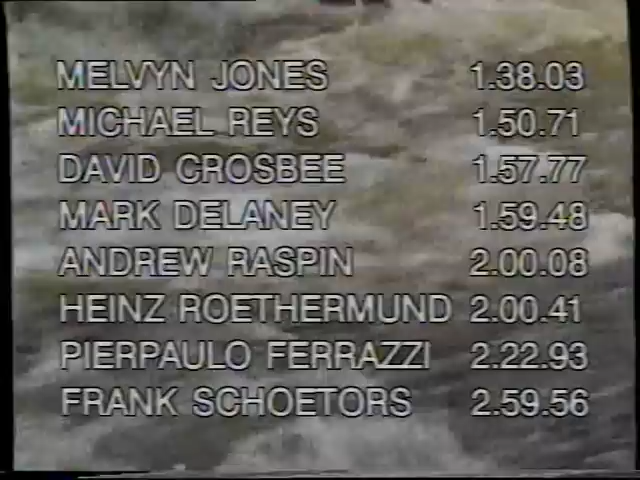 MELVYN JONES 1.38.03
MICHAEL REYS 1.50.71
DAVID CROSBEE 1.57.77
MARK DELANEY 1.59.48
ANDREW RASPIN 2.00.08
HEINZ ROETHERMUND 2.00.41
PIERPAULO FERRAZZI 2.22.93
FRANK SCHOETORS 2.59.56